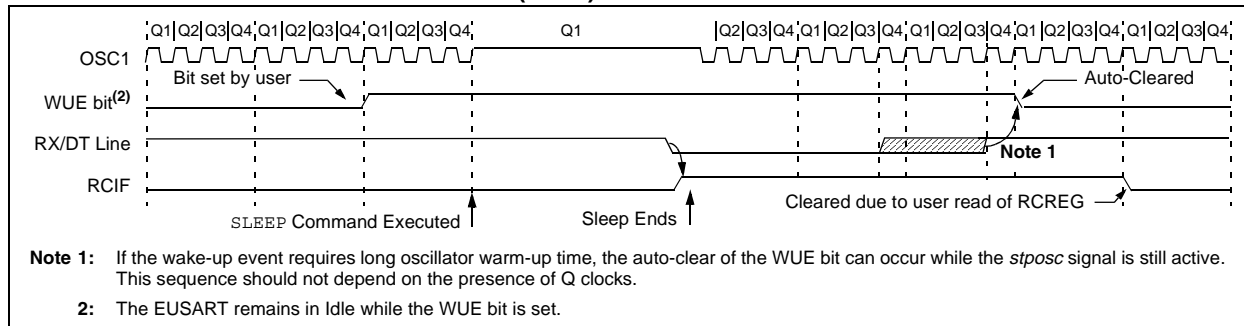 Q1 Q2 Q3 Q4 Q1 Q2 Q3 Q4 Q1 Q2 Q3 Q4 Q1 Q2 Q3 Q4 Q1 Q2 Q3 Q4 Q1 Q2 Q3 Q4 Q1 Q2 Q3 Q4
OSC1
Bit set by user
Auto-Cleared
WUE bit(2)
RX/DT Line
Note 1
RCIF
Cleared due to user read of RCREG
SLEEP Command Executed
Sleep Ends
Note 1: If the wake-up event requires long oscillator warm-up time, the auto-clear of the WUE bit can occur while the stposc signal is still active.
This sequence should not depend on the presence of Q clocks.
2: The EUSART remains in Idle while the WUE bit is set.